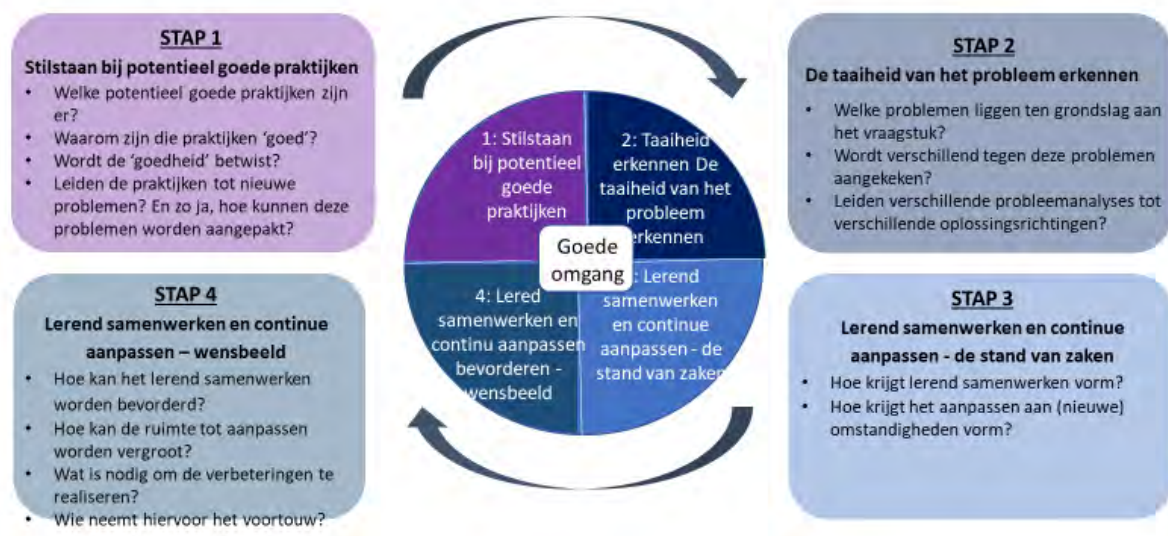 STAP 1
Stilstaan bij potentieel goede praktijken
• Welke potentieel goede praktijken zijn
er?
• Waarom zijn die praktijken ‘goed’?
• Wordt de ‘goedheid’ betwist?
• Leiden de praktijken tot nieuwe
problemen? En zo ja, hoe kunnen deze
problemen worden aangepakt?
STAP 2
De taaiheid van het probleem erkennen
• Welke problemen liggen ten grondslag aan
het vraagstuk?
• Wordt verschillend tegen deze problemen
aangekeken?
• Leiden verschillende probleemanalyses tot
verschillende oplossingsrichtingen?
1: Stilstaan
bij potentieel
goede
praktijken
2: Taaiheid
erkennen De
taaiheid van het
probleem
erkennen
Goede
omgang
: Lerend
samenwerken
en continue
aanpassen - de
stand van zaken
4: Lered
samenwerken en
continu aanpassen
bevorderen -
wensbeeld
STAP 4
Lerend samenwerken en continue
aanpassen – wensbeeld
• Hoe kan het lerend samenwerken
worden bevorderd?
• Hoe kan de ruimte tot aanpassen
worden vergroot?
• Wat is nodig om de verbeteringen te
realiseren?
• Wie neemt hiervoor het voortouw?
STAP 3
Lerend samenwerken en continue
aanpassen - de stand van zaken
• Hoe krijgt lerend samenwerken vorm?
• Hoe krijgt het aanpassen aan (nieuwe)
omstandigheden vorm?